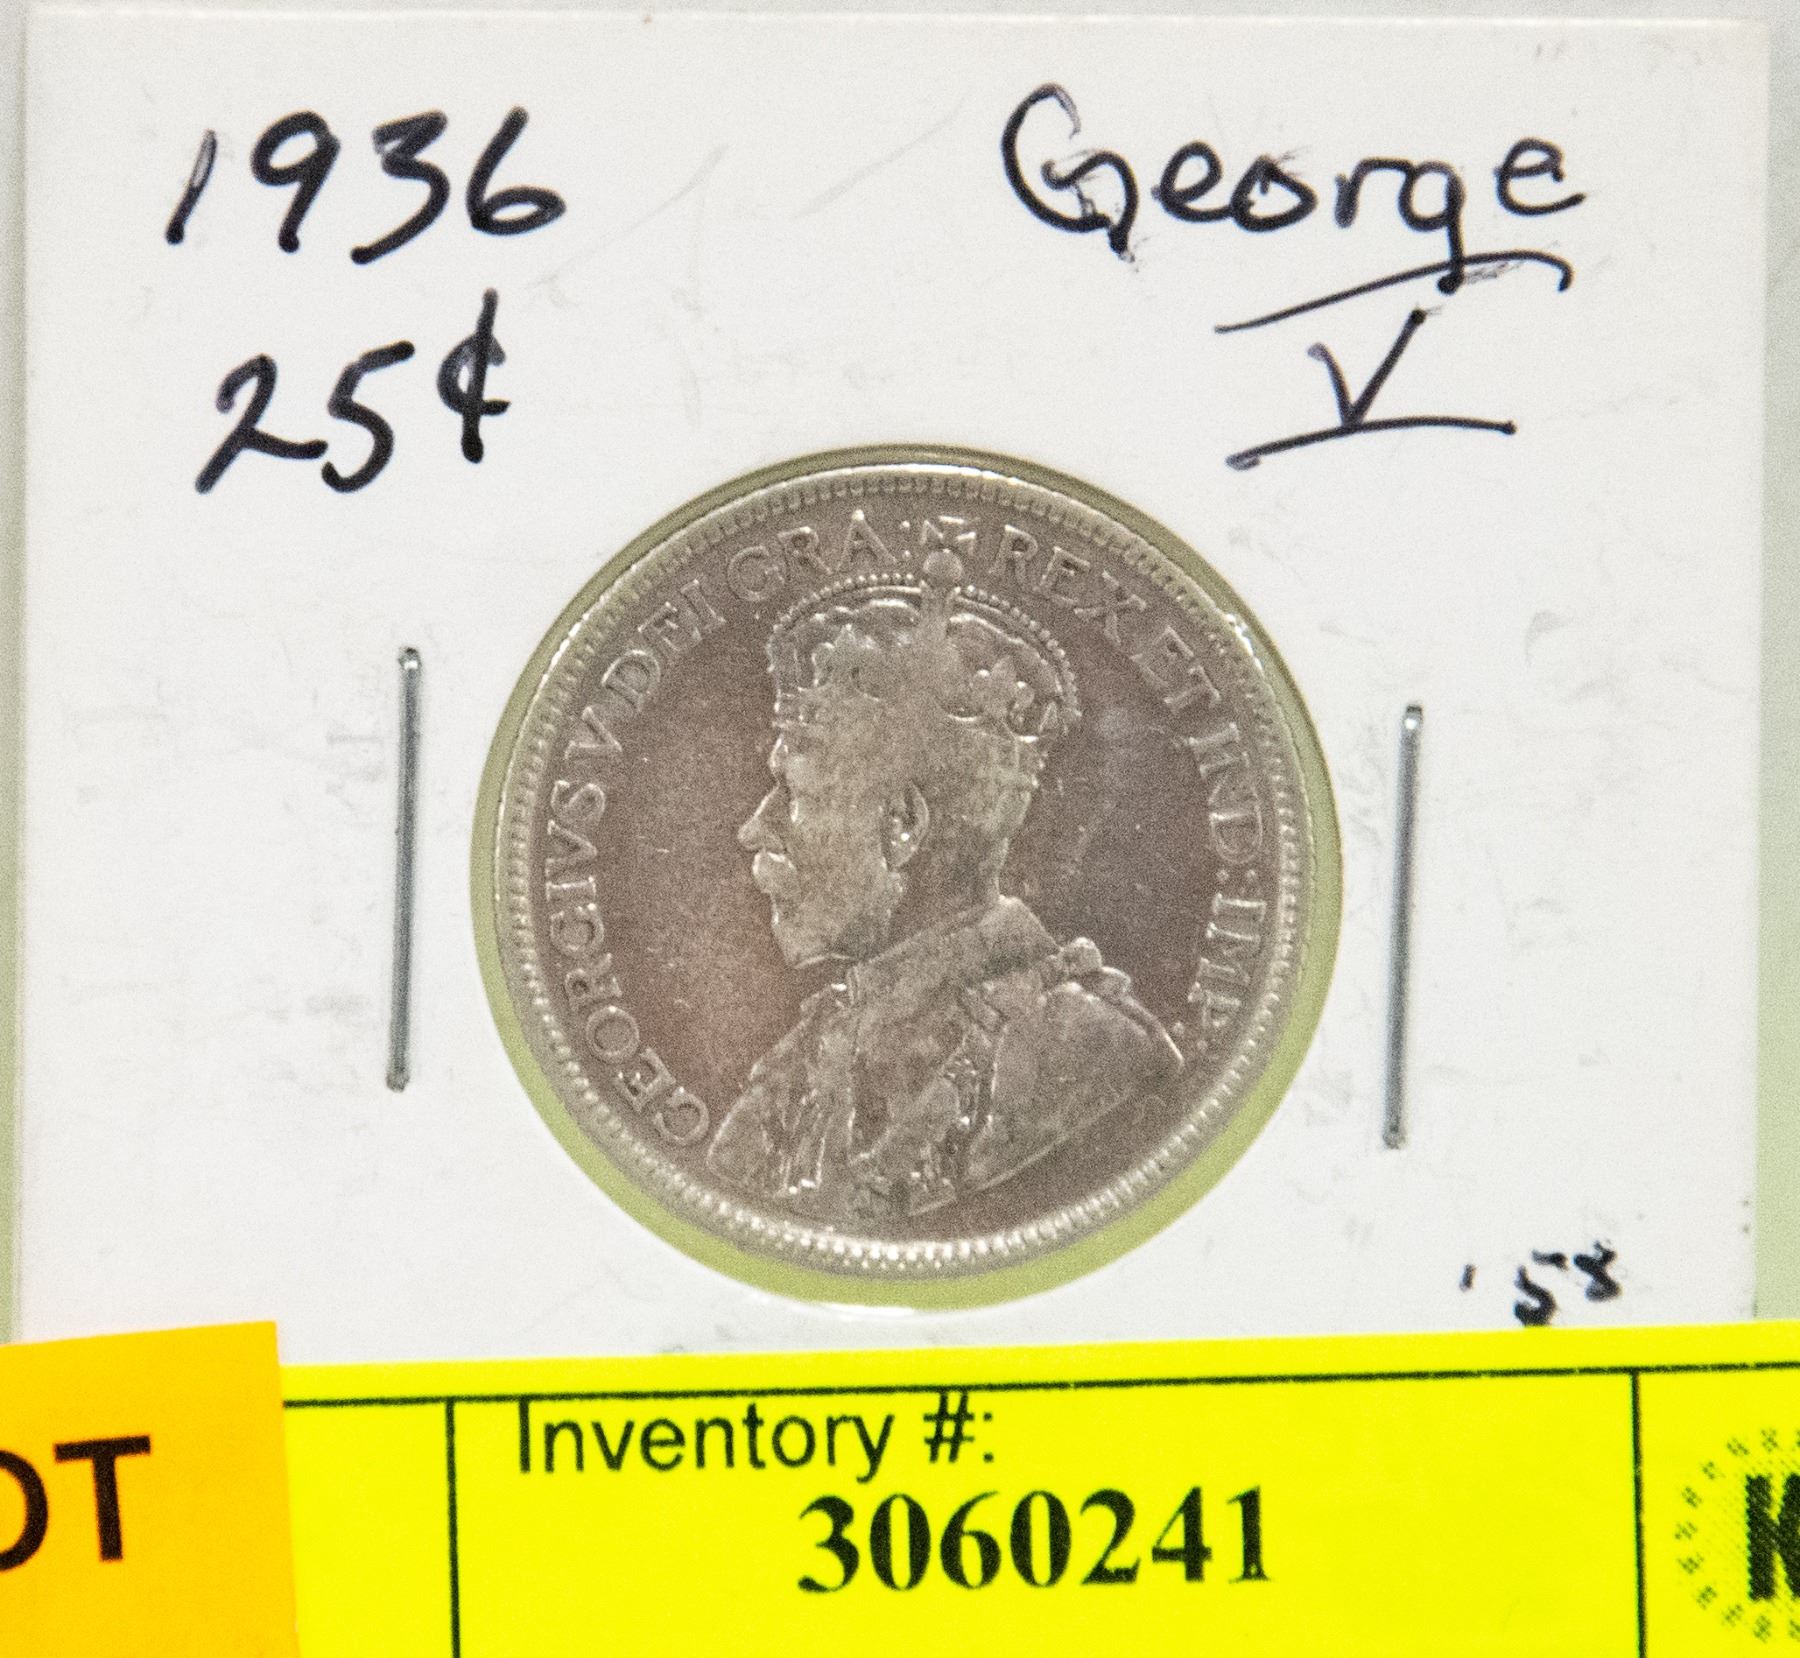 1936
George
25¢
V
GEORGIVS V DEI GRA: REX ET IND: IMP:
'58
OT
Inventory #:
3060241